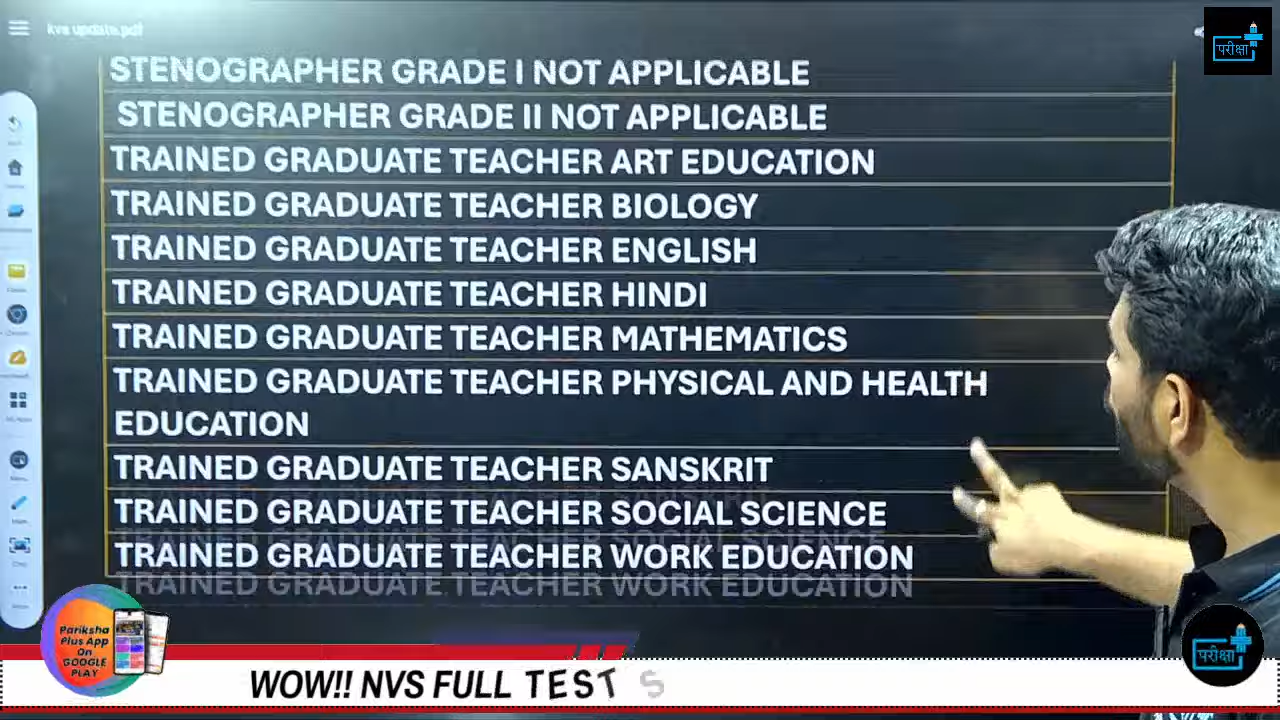 kvs update.pdf
परीक्षा
STENOGRAPHER GRADE I NOT APPLICABLE
STENOGRAPHER GRADE II NOT APPLICABLE
TRAINED GRADUATE TEACHER ART EDUCATION
TRAINED GRADUATE TEACHER BIOLOGY
TRAINED GRADUATE TEACHER ENGLISH
TRAINED GRADUATE TEACHER HINDI
TRAINED GRADUATE TEACHER MATHEMATICS
TRAINED GRADUATE TEACHER PHYSICAL AND HEALTH
EDUCATION
TRAINED GRADUATE TEACHER SANSKRIT
TRAINED GRADUATE TEACHER SOCIAL SCIENCE
TRAINED GRADUATE TEACHER WORK EDUCATION
Pariksha
Plus App
On
GOOGLE
PLAY
परीक्षा
WOW!! NVS FULL TEST S